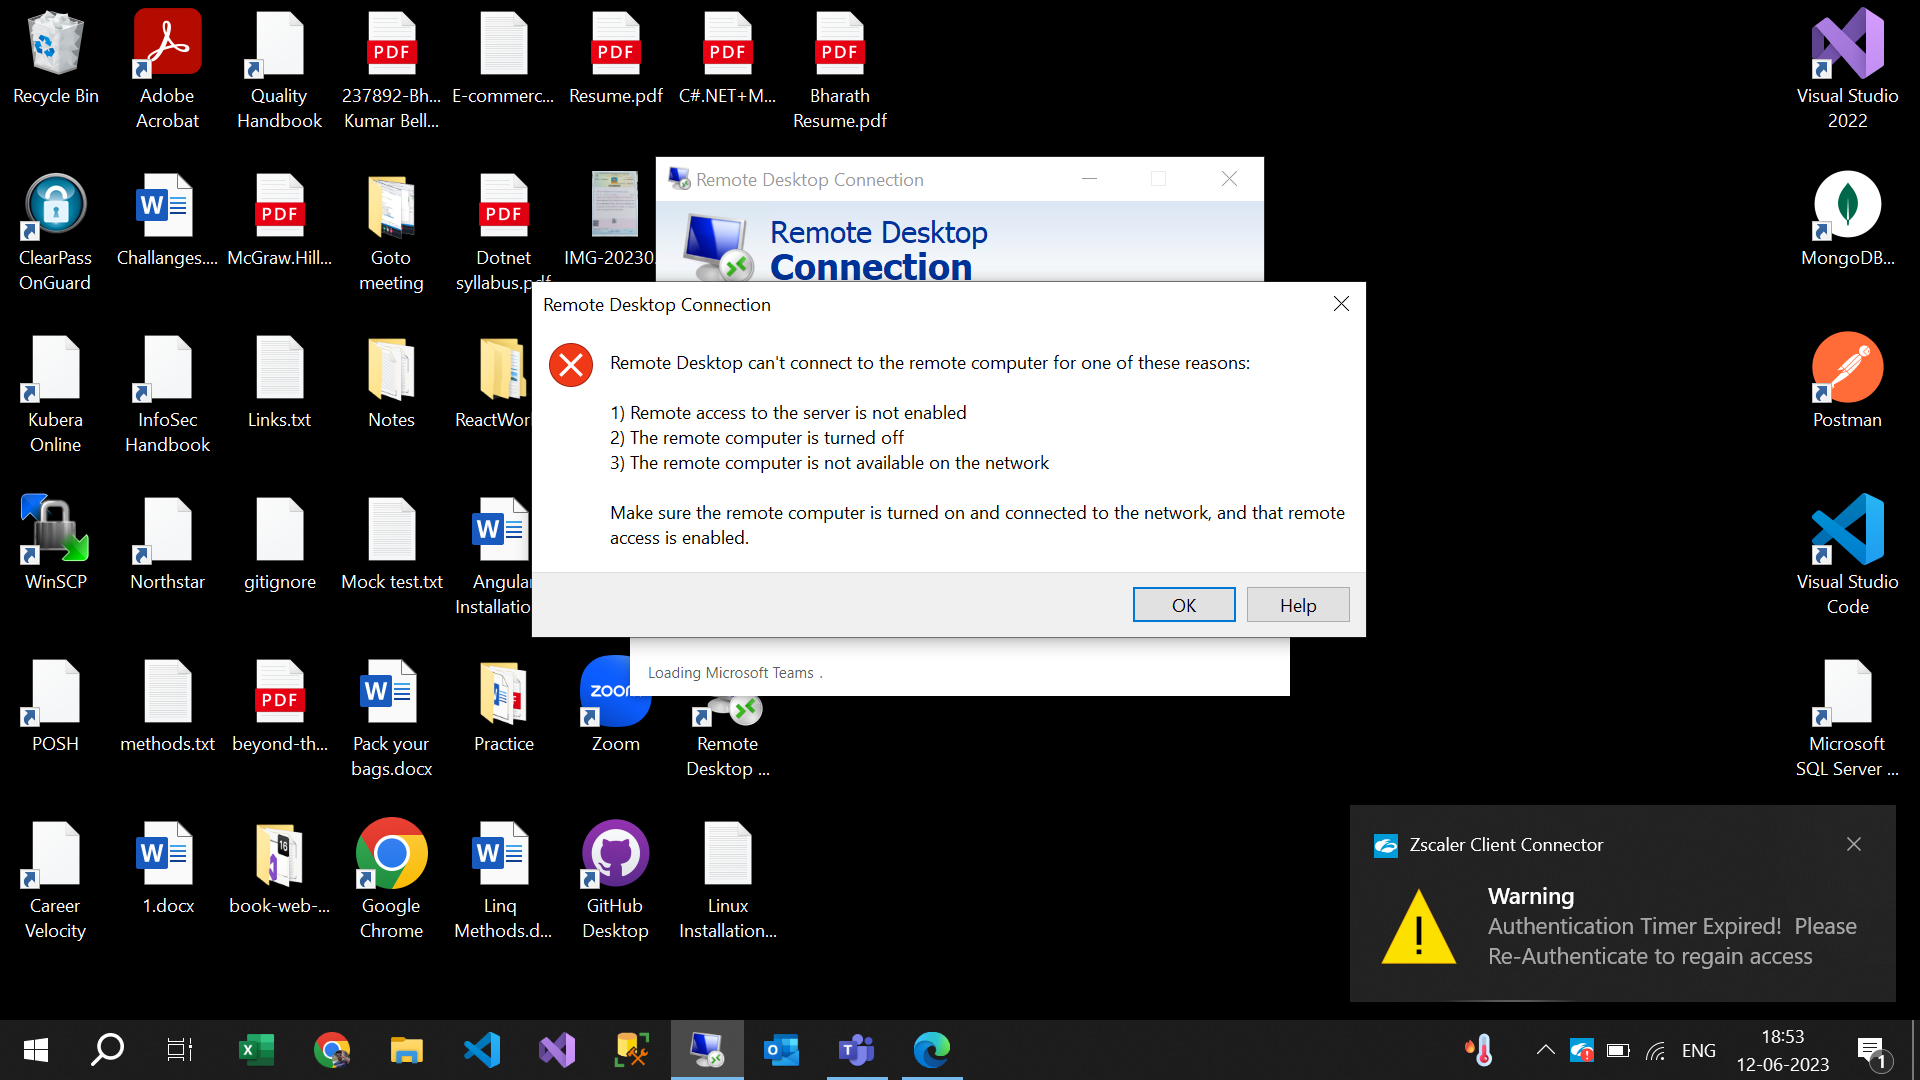 Recycle Bin
Adobe
Acrobat
Quality
Handbook
PDF
237892-Bh...
Kumar Bell...
E-commerc...
PDF
Resume.pdf
PDF
C#.NET+M...
PDF
Bharath
Resume.pdf
Visual Studio
2022
ClearPass
OnGuard
W
Challanges....
PDF
McGraw.Hill...
Goto
meeting
PDF
Dotnet
syllabus.pdf
IMG-20230
MongoDB...
Remote Desktop Connection
Remote Desktop
Connection
Remote Desktop Connection
Remote Desktop can't connect to the remote computer for one of these reasons:
1) Remote access to the server is not enabled
2) The remote computer is turned off
3) The remote computer is not available on the network
Make sure the remote computer is turned on and connected to the network, and that remote
access is enabled.
OK
Help
Loading Microsoft Teams .
Kubera
Online
InfoSec
Handbook
Links.txt
Notes
ReactWor
Postman
WinSCP
Northstar
gitignore
Mock test.txt
W
Angular
Installatio
Visual Studio
Code
POSH
methods.txt
PDF
beyond-th...
W
Pack your
bags.docx
Practice
zoom
Zoom
Remote
Desktop ...
Microsoft
SQL Server ...
Career
Velocity
W
1.docx
16
book-web-...
Google
Chrome
W
Linq
Methods.d...
GitHub
Desktop
Linux
Installation...
Zscaler Client Connector
Warning
Authentication Timer Expired! Please
Re-Authenticate to regain access
ENG
18:53
12-06-2023
1